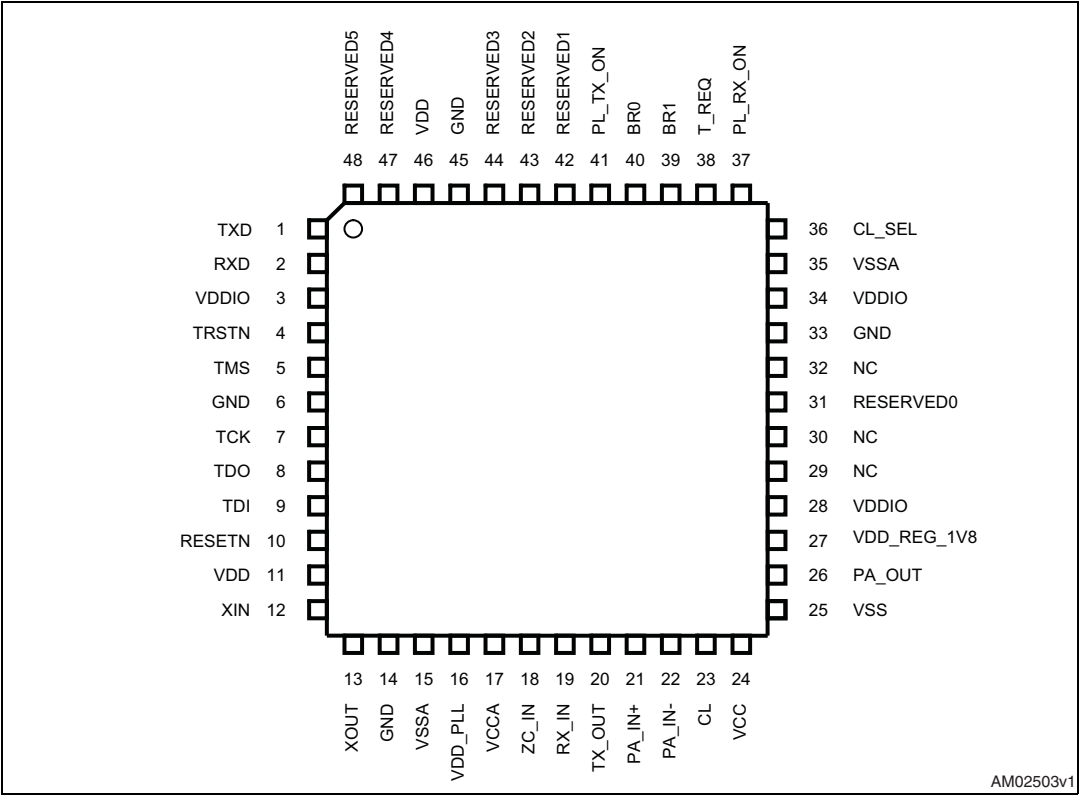 RESERVED5
RESERVED4
VDD
GND
RESERVED3
RESERVED2
RESERVED1
PL_TX_ON
BR0
BR1
T_REQ
PL_RX_ON
48 47 46 45 44 43 42 41 40 39 38 37
TXD 1
RXD 2
VDDIO 3
TRSTN 4
TMS 5
GND 6
TCK 7
TDO 8
TDI 9
RESETN 10
VDD 11
XIN 12
36 CL_SEL
35 VSSA
34 VDDIO
33 GND
32 NC
31 RESERVED0
30 NC
29 NC
28 VDDIO
27 VDD_REG_1V8
26 PA_OUT
25 VSS
13 14 15 16 17 18 19 20 21 22 23 24
XOUT
GND
VSSA
VDD_PLL
VCCA
ZC_IN
RX_IN
TX_OUT
PA_IN+
PA_IN-
CL
VCC
AM02503v1